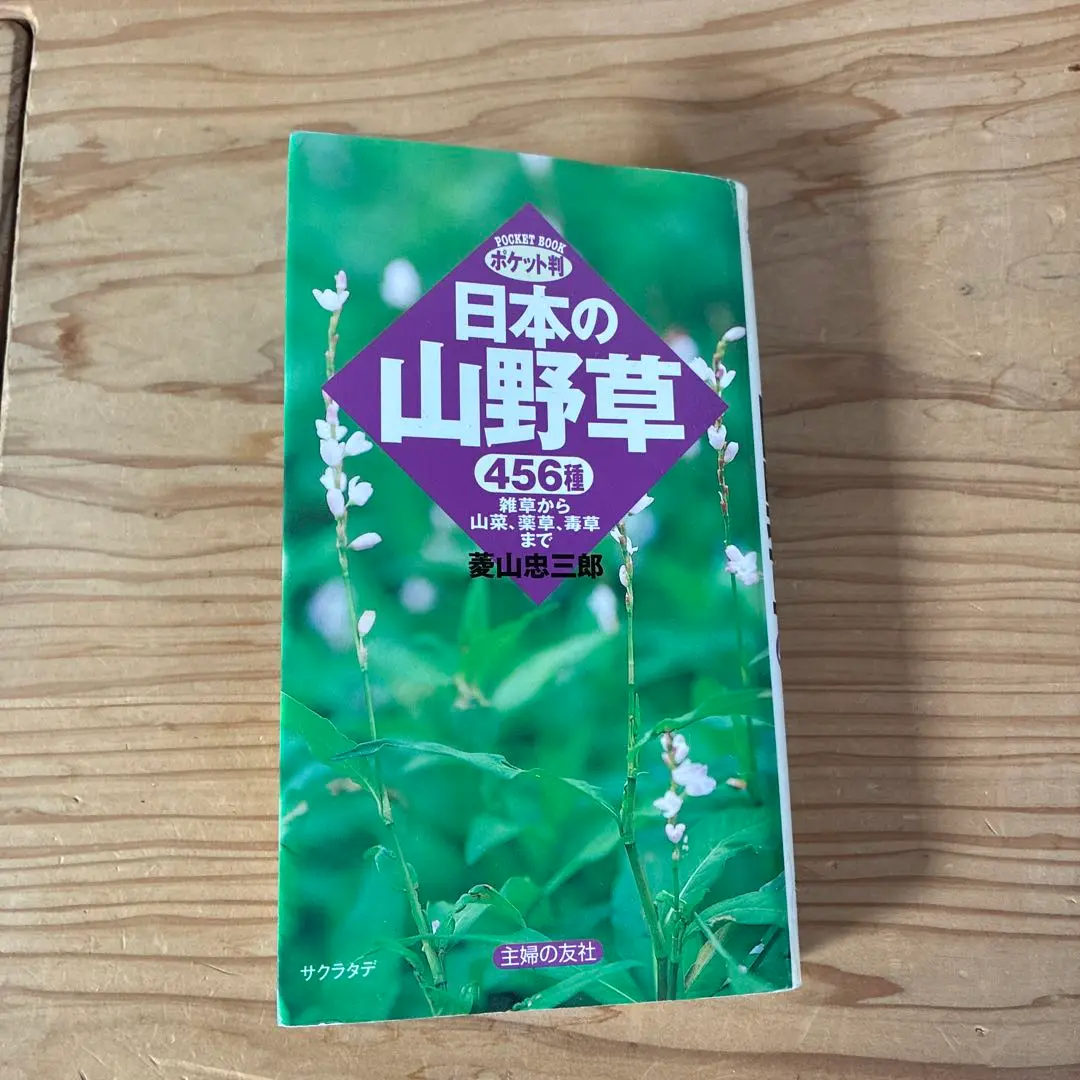 POCKET BOOK
ポケット判
日本の
山野草
456種
雑草から
山菜、薬草、毒草
まで
菱山忠三郎
主婦の友社
サクラタデ